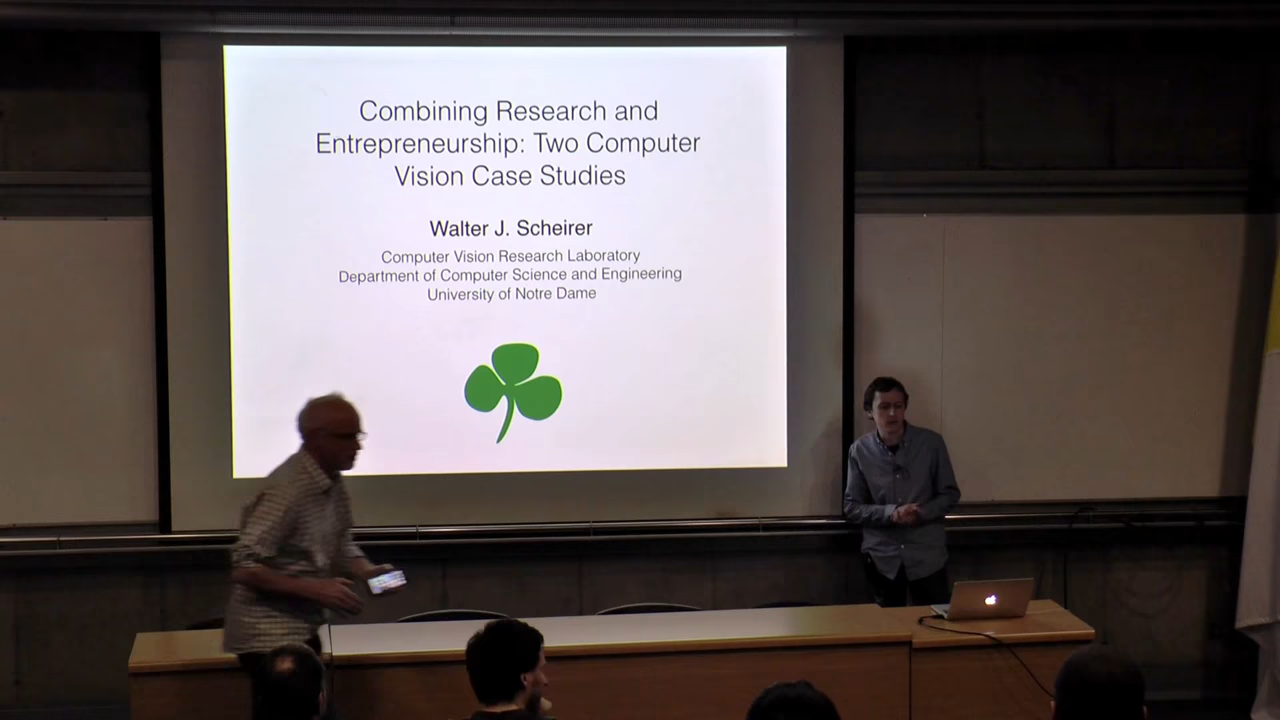 Combining Research and
Entrepreneurship: Two Computer
Vision Case Studies
Walter J. Scheirer
Computer Vision Research Laboratory
Department of Computer Science and Engineering
University of Notre Dame